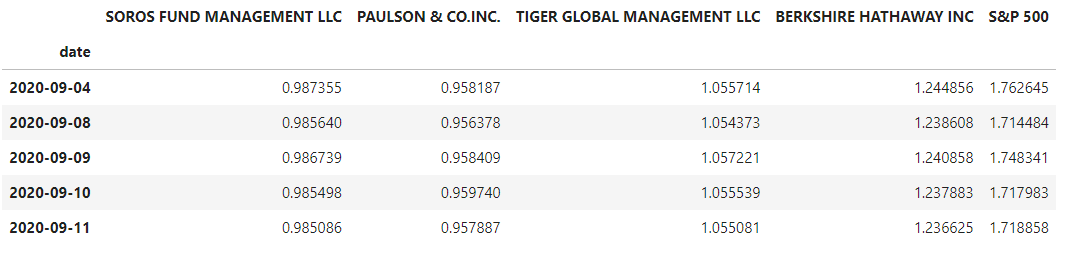 SOROS FUND MANAGEMENT LLC PAULSON & CO.INC. TIGER GLOBAL MANAGEMENT LLC BERKSHIRE HATHAWAY INC S&P 500
date
2020-09-04 0.987355 0.958187 1.055714 1.244856 1.762645
2020-09-08 0.985640 0.956378 1.054373 1.238608 1.714484
2020-09-09 0.986739 0.958409 1.057221 1.240858 1.748341
2020-09-10 0.985498 0.959740 1.055539 1.237883 1.717983
2020-09-11 0.985086 0.957887 1.055081 1.236625 1.718858